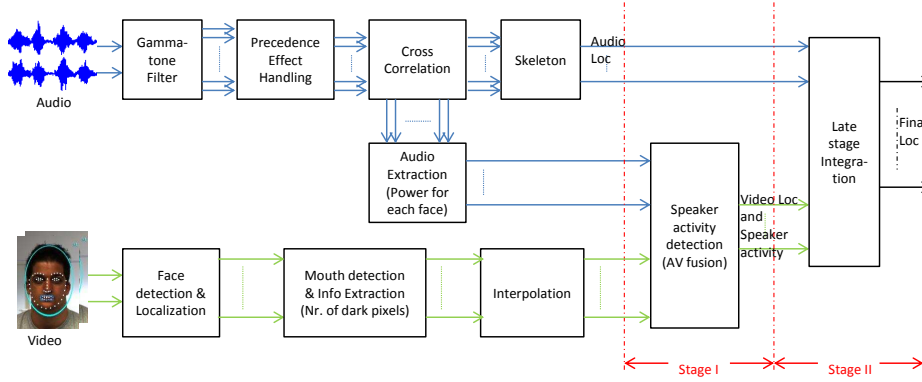 Audio
Gamma-
tone
Filter
Precedence
Effect
Handling
Cross
Correlation
Skeleton
Audio
Loc
Late
stage
Integra-
tion
Final
Loc
Audio
Extraction
(Power for
each face)
Speaker
activity
detection
(AV fusion)
Video Loc
and
Speaker
activity
Video
Face
detection &
Localization
Mouth detection
& Info Extraction
(Nr. of dark pixels)
Interpolation
Stage I
Stage II